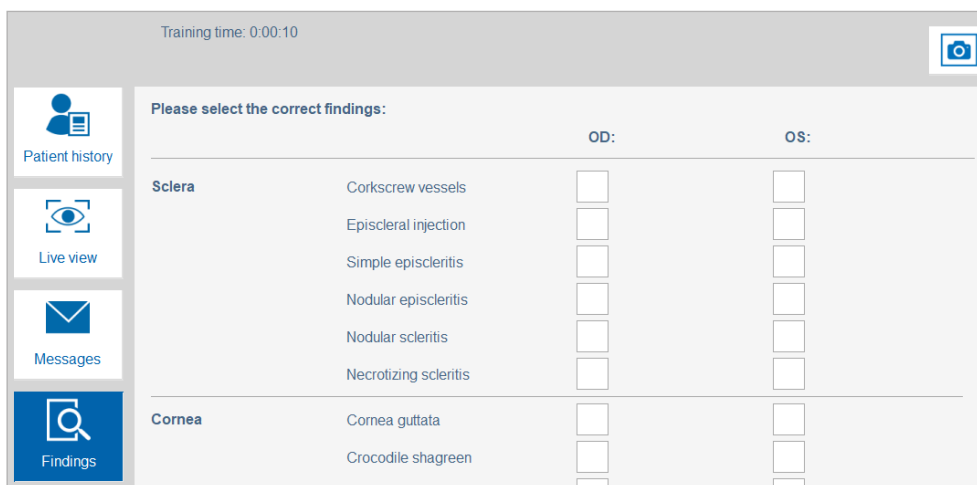 Training time: 0:00:10
Patient history
Live view
Messages
Findings
Please select the correct findings:
OD: OS:
Sclera Corkscrew vessels
Episcleral injection
Simple episcleritis
Nodular episcleritis
Nodular scleritis
Necrotizing scleritis
Cornea Cornea guttata
Crocodile shagreen